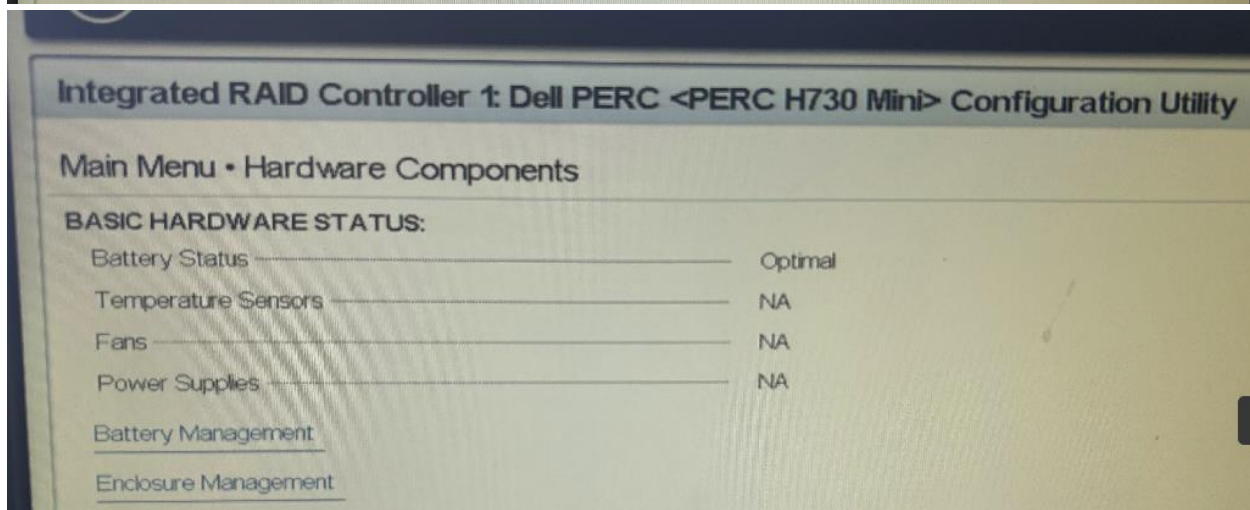 Integrated RAID Controller 1: Dell PERC <PERC H730 Mini> Configuration Utility
Main Menu • Hardware Components
BASIC HARDWARE STATUS:
Battery Status Optimal
Temperature Sensors NA
Fans NA
Power Supplies NA
Battery Management
Enclosure Management